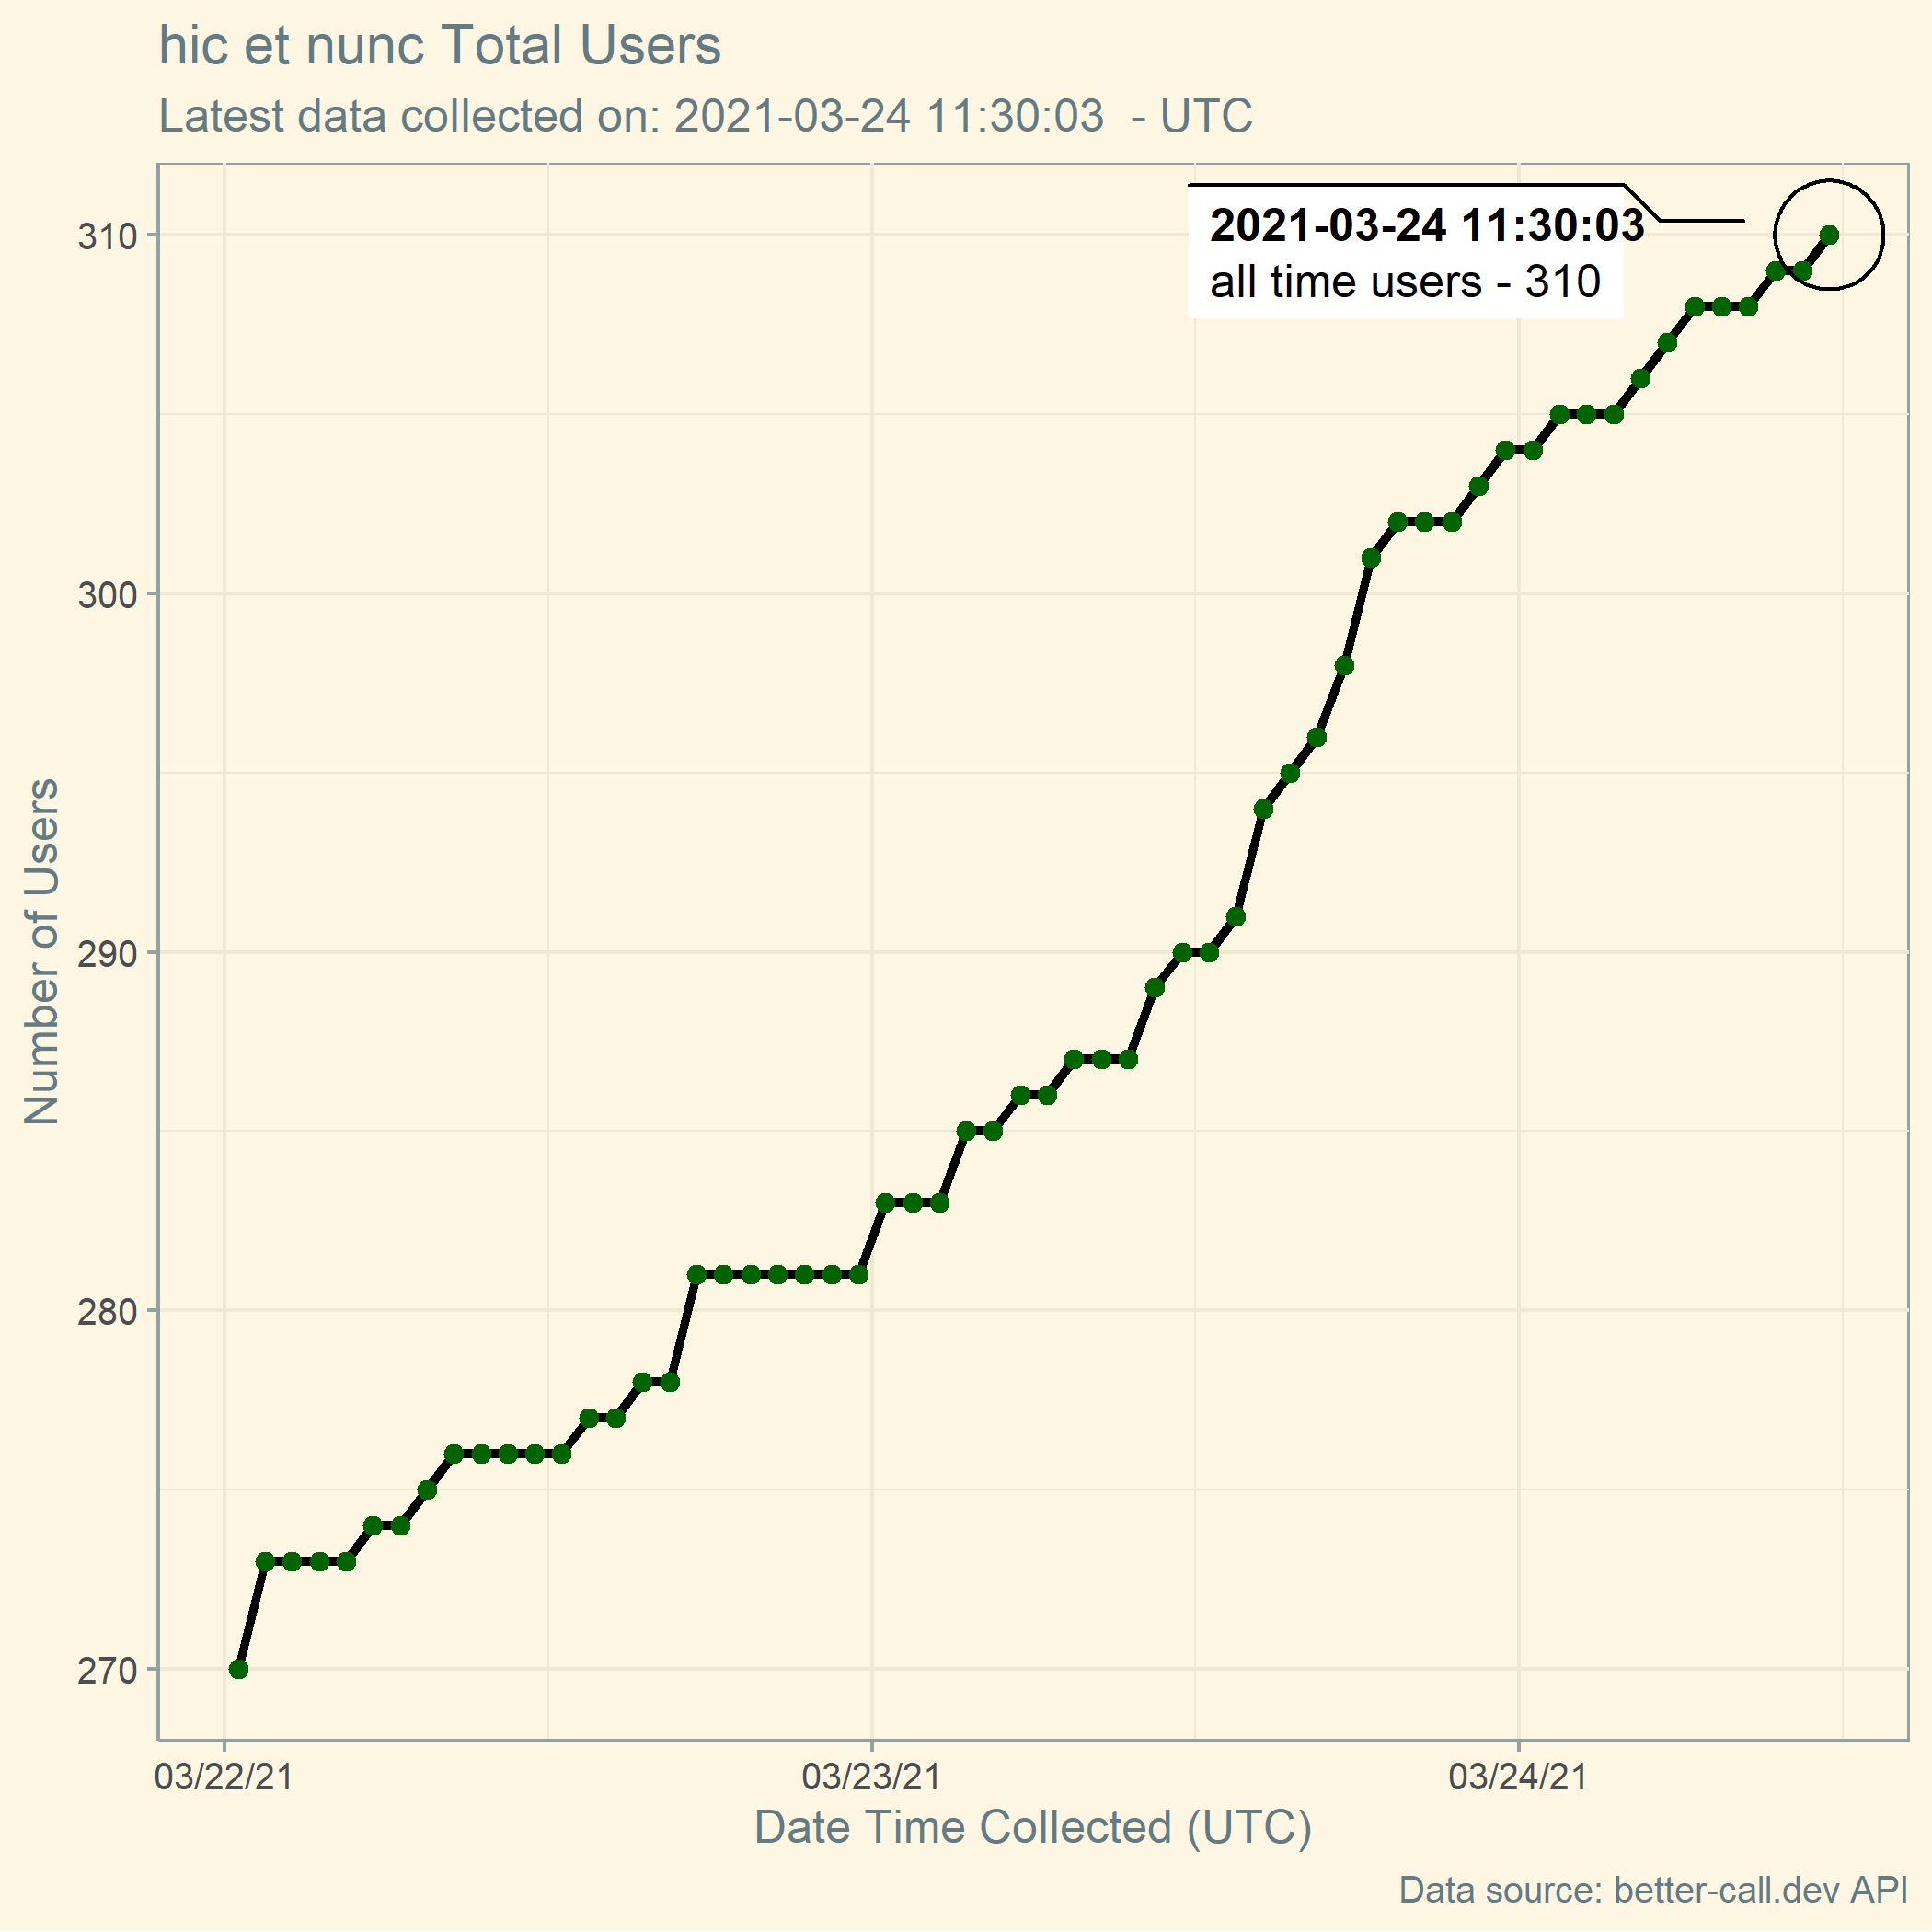 hic et nunc Total Users
Latest data collected on: 2021-03-24 11:30:03  - UTC
2021-03-24 11:30:03
all time users - 310
310
300
290
280
270
Number of Users
03/22/21
03/23/21
03/24/21
Date Time Collected (UTC)
Data source: better-call.dev API